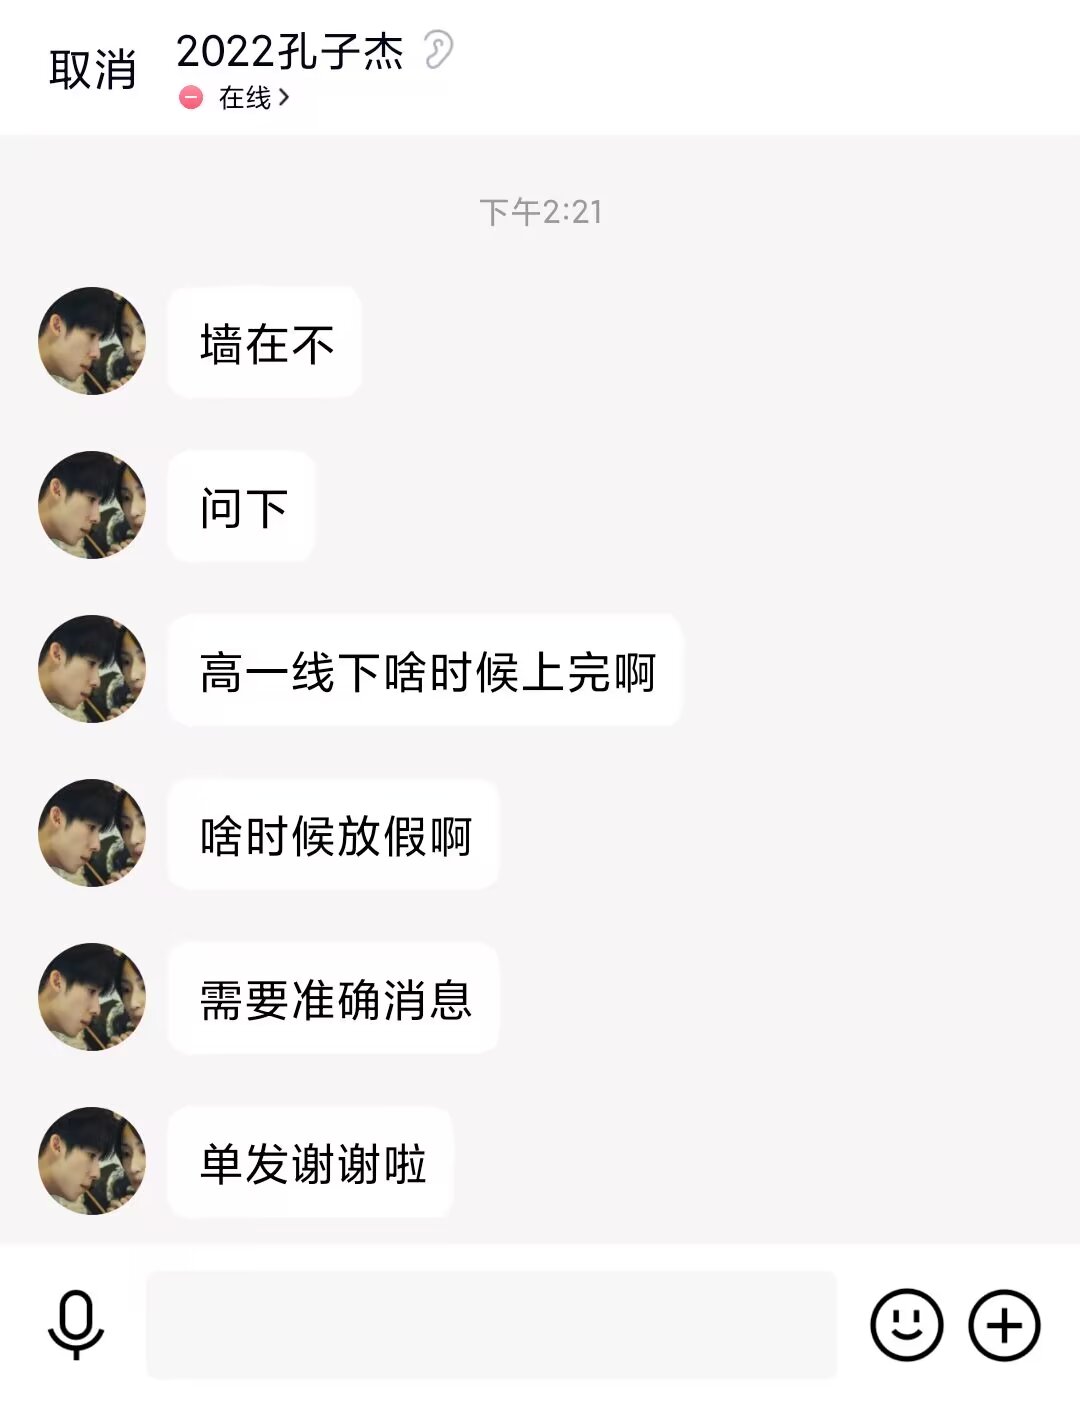 取消
2022孔子杰
在线
下午2:21
墙在不
问下
高一线下啥时候上完啊
啥时候放假啊
需要准确消息
单发谢谢啦